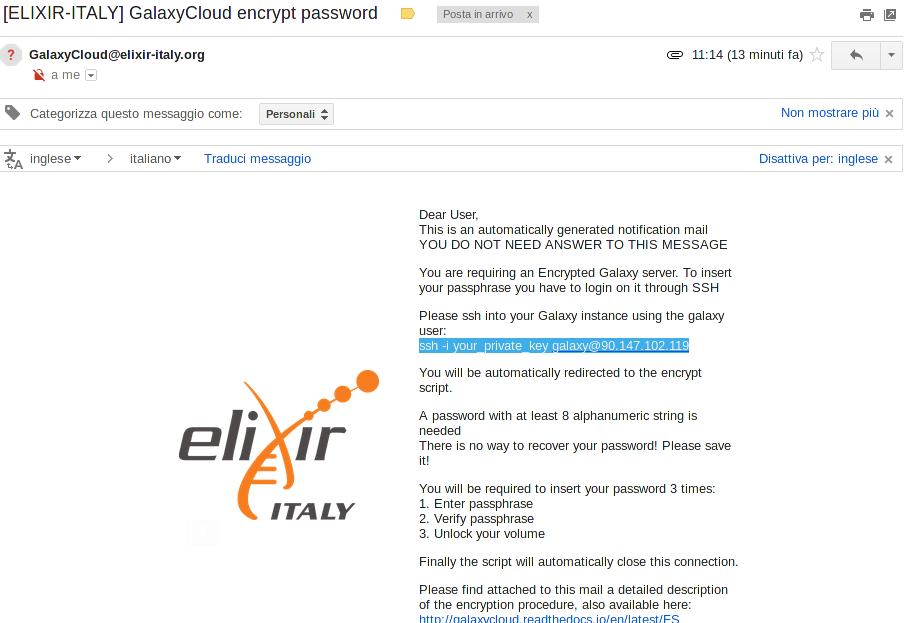 [ELIXIR-ITALY] GalaxyCloud encrypt password
Posta in arrivo x
GalaxyCloud@elixir-italy.org
11:14 (13 minuti fa)
a me
Categorizza questo messaggio come: Personali
Non mostrare più
inglese > italiano Traduci messaggio
Disattiva per: inglese
Dear User,
This is an automatically generated notification mail
YOU DO NOT NEED ANSWER TO THIS MESSAGE
You are requiring an Encrypted Galaxy server. To insert
your passphrase you have to login on it through SSH
Please ssh into your Galaxy instance using the galaxy
user:
ssh -i your_private_key galaxy@90.147.102.119
You will be automatically redirected to the encrypt
script.
A password with at least 8 alphanumeric string is
needed
There is no way to recover your password! Please save
it!
You will be required to insert your password 3 times:
1. Enter passphrase
2. Verify passphrase
3. Unlock your volume
Finally the script will automatically close this connection.
Please find attached to this mail a detailed description
of the encryption procedure, also available here:
http://galaxycloud.readthedocs.io/en/latest/FS
elixir
ITALY